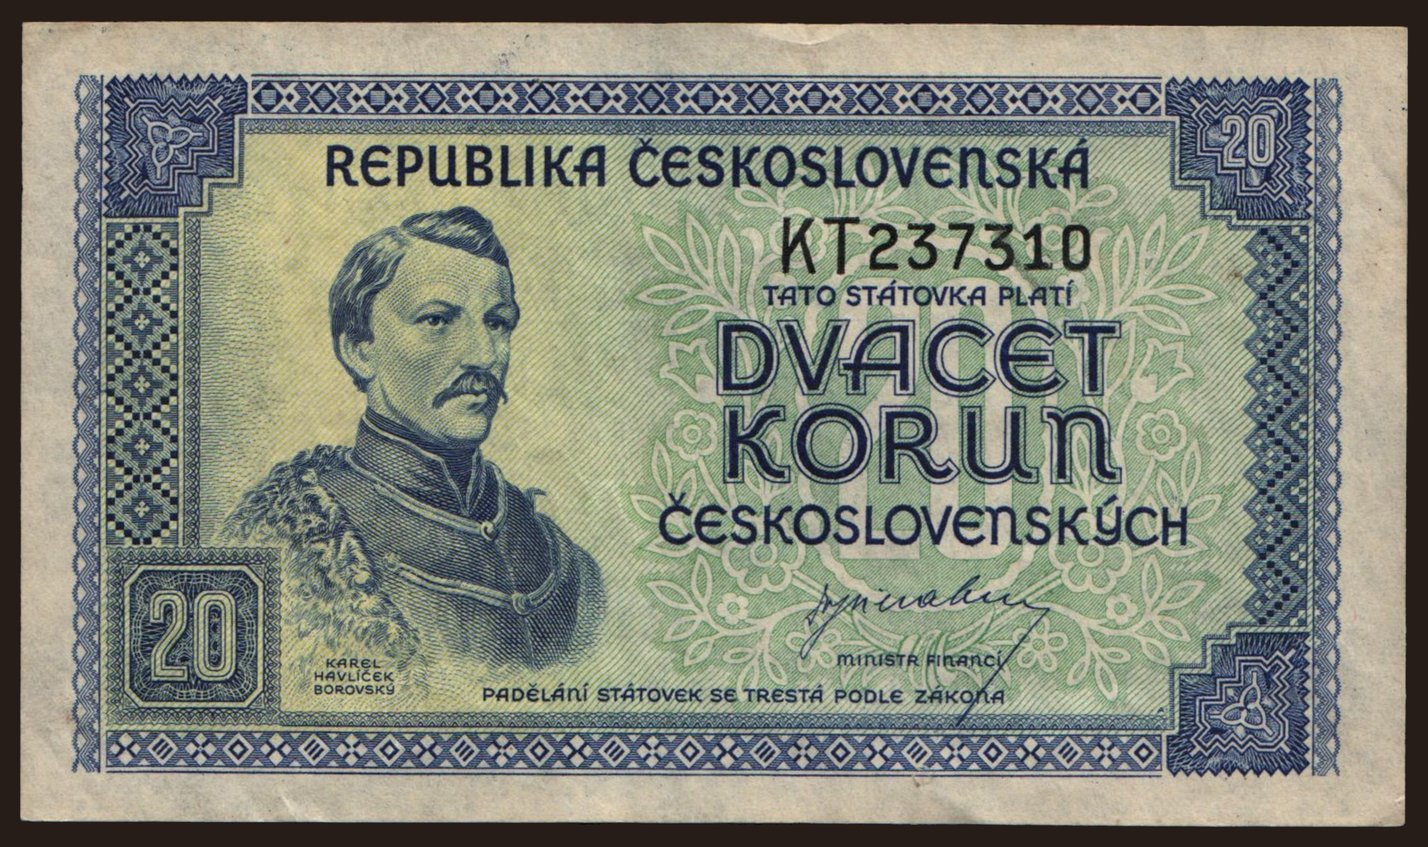 20
REPUBLIKA ČESKOSLOVENSKÁ
KT237310
TATO STÁTOVKA PLATÍ
DVACET
KORUN
ČESKOSLOVENSKÝCH
20
MINISTR FINANCÍ
20
KAREL
HAVLÍČEK
BOROVSKÝ
PADĚLÁNÍ STÁTOVEK SE TRESTÁ PODLE ZÁKONA